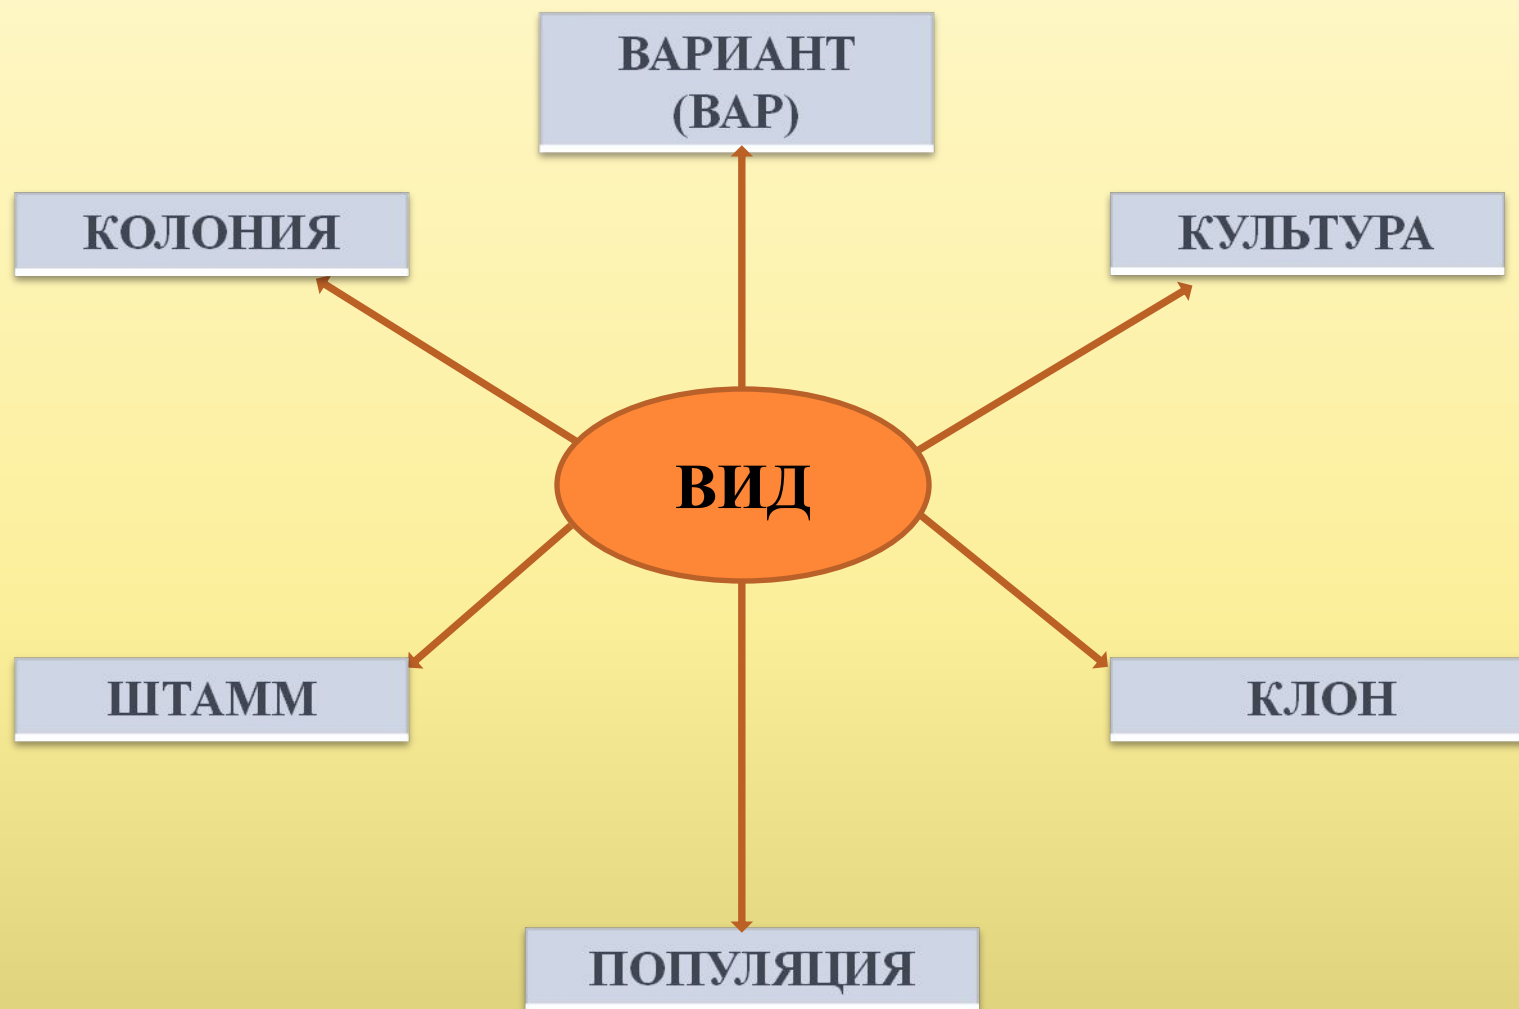 ВАРИАНТ
(ВАР)
КОЛОНИЯ
КУЛЬТУРА
ВИД
ШТАММ
КЛОН
ПОПУЛЯЦИЯ